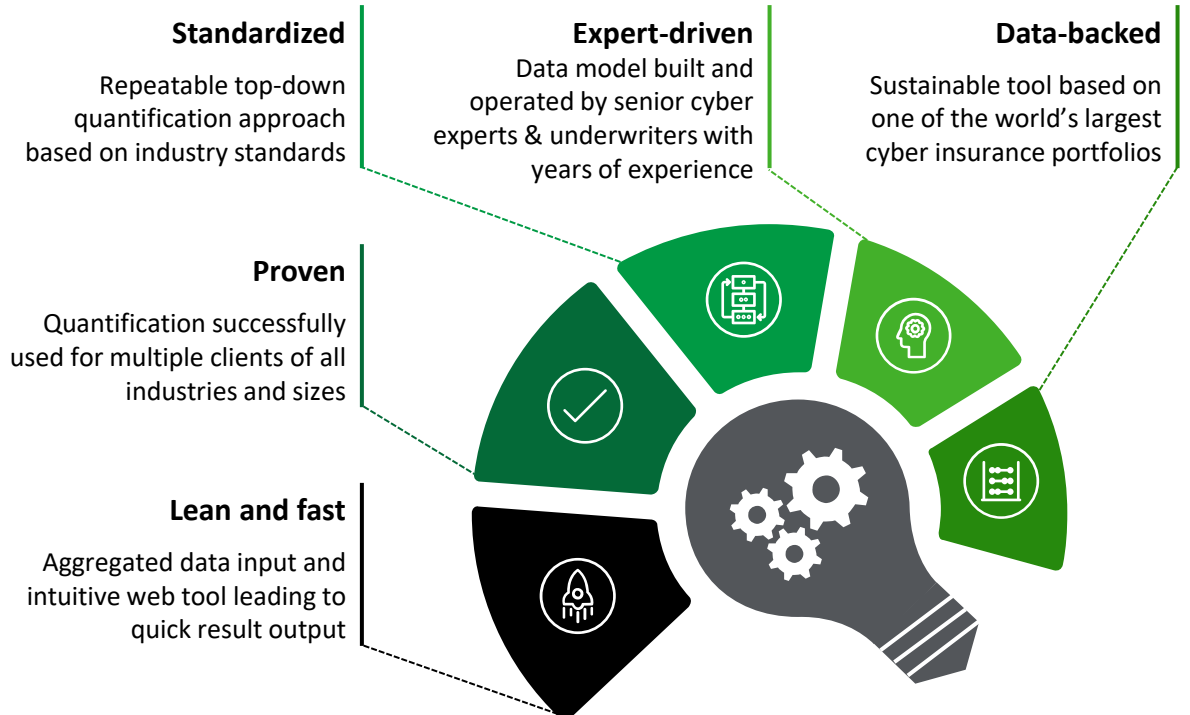 Standardized
Repeatable top-down
quantification approach
based on industry standards
Expert-driven
Data model built and
operated by senior cyber
experts & underwriters with
years of experience
Data-backed
Sustainable tool based on
one of the world’s largest
cyber insurance portfolios
Proven
Quantification successfully
used for multiple clients of all
industries and sizes
Lean and fast
Aggregated data input and
intuitive web tool leading to
quick result output